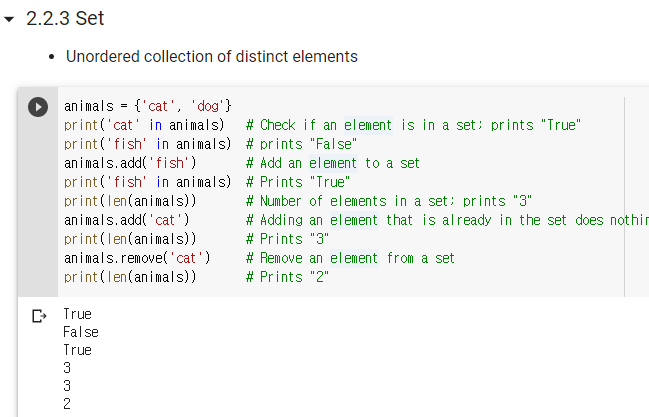 2.2.3 Set
• Unordered collection of distinct elements
animals = {'cat', 'dog'}
print('cat' in animals)   # Check if an element is in a set; prints "True"
print('fish' in animals)  # prints "False"
animals.add('fish')       # Add an element to a set
print('fish' in animals)  # Prints "True"
print(len(animals))       # Number of elements in a set; prints "3"
animals.add('cat')        # Adding an element that is already in the set does nothin
print(len(animals))       # Prints "3"
animals.remove('cat')     # Remove an element from a set
print(len(animals))       # Prints "2"
True
False
True
3
3
2